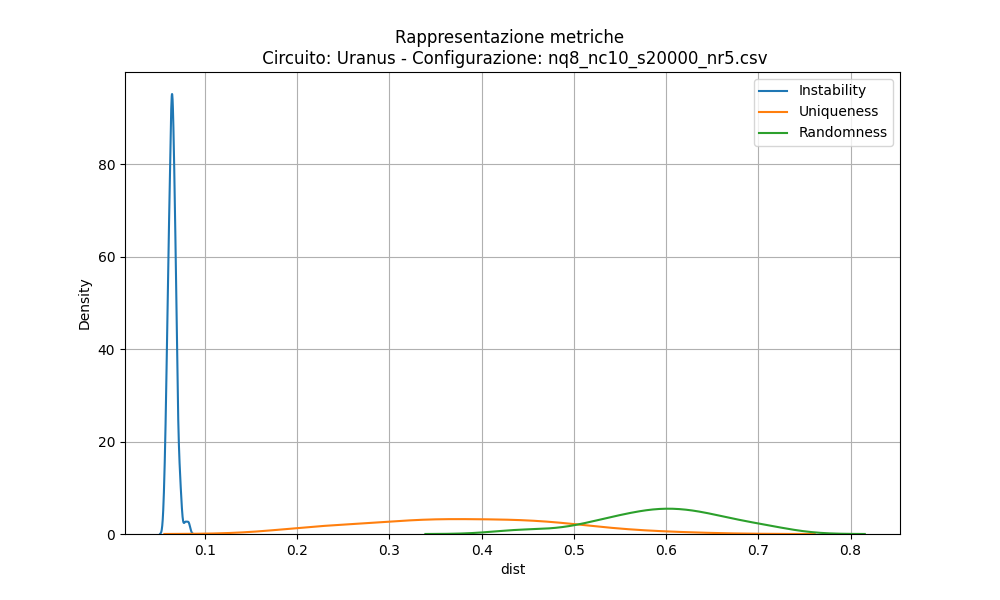 Rappresentazione metriche
Circuito: Uranus - Configurazione: nq8_nc10_s20000_nr5.csv
Instability
Uniqueness
Randomness
80
60
40
20
0
Density
0.1 0.2 0.3 0.4 0.5 0.6 0.7 0.8
dist